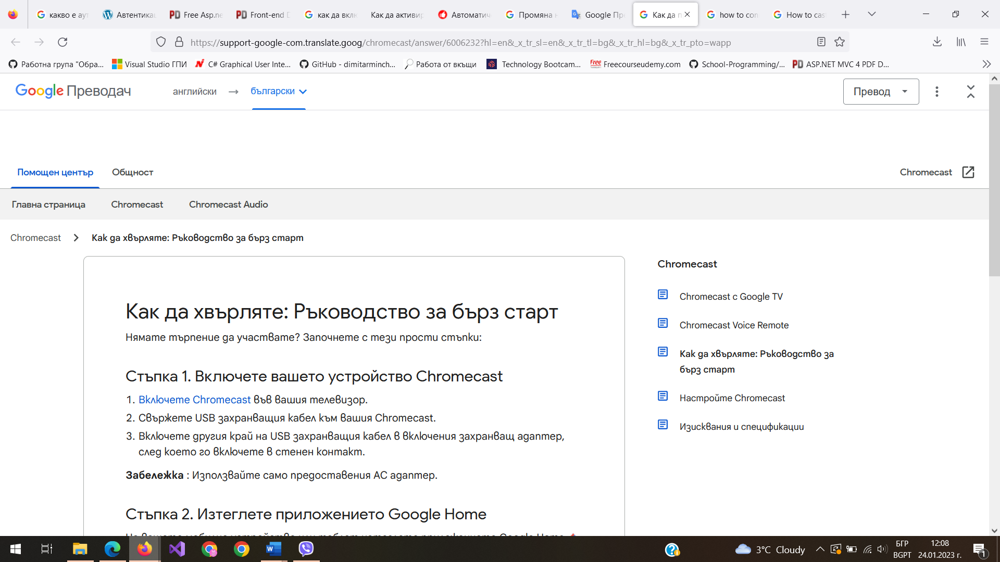 какво е аут
Автентикац
Free Asp.ne
Front-end D
как да вклю
Как да активир
Автоматич
Промяна н
Google Пр
Как да п
how to con
How to cas
https://support-google-com.translate.goog/chromecast/answer/6006232?hl=en&_x_tr_sl=en&_x_tr_tl=bg&_x_tr_hl=bg&_x_tr_pto=wapp
Работна група "Обра...
Visual Studio ГПИ
C# Graphical User Inte...
GitHub - dimitarminch...
Работа от вкъщи
Technology Bootcam...
Freecourseudemy.com
School-Programming/...
ASP.NET MVC 4 PDF D...
Google Преводач
английски → български
Превод
Помощен център
Общност
Chromecast
Главна страница
Chromecast
Chromecast Audio
Chromecast > Как да хвърляте: Ръководство за бърз старт
Как да хвърляте: Ръководство за бърз старт
Нямате търпение да участвате? Започнете с тези прости стъпки:
Стъпка 1. Включете вашето устройство Chromecast
1. Включете Chromecast във вашия телевизор.
2. Свържете USB захранващия кабел към вашия Chromecast.
3. Включете другия край на USB захранващия кабел в включения захранващ адаптер,
след което го включете в стенен контакт.
Забележка : Използвайте само предоставения AC адаптер.
Стъпка 2. Изтеглете приложението Google Home
Chromecast
Chromecast с Google TV
Chromecast Voice Remote
Как да хвърляте: Ръководство за
бърз старт
Настройте Chromecast
Изисквания и спецификации
3°C Cloudy
БГР
BGPT
12:08
24.01.2023 г.
1